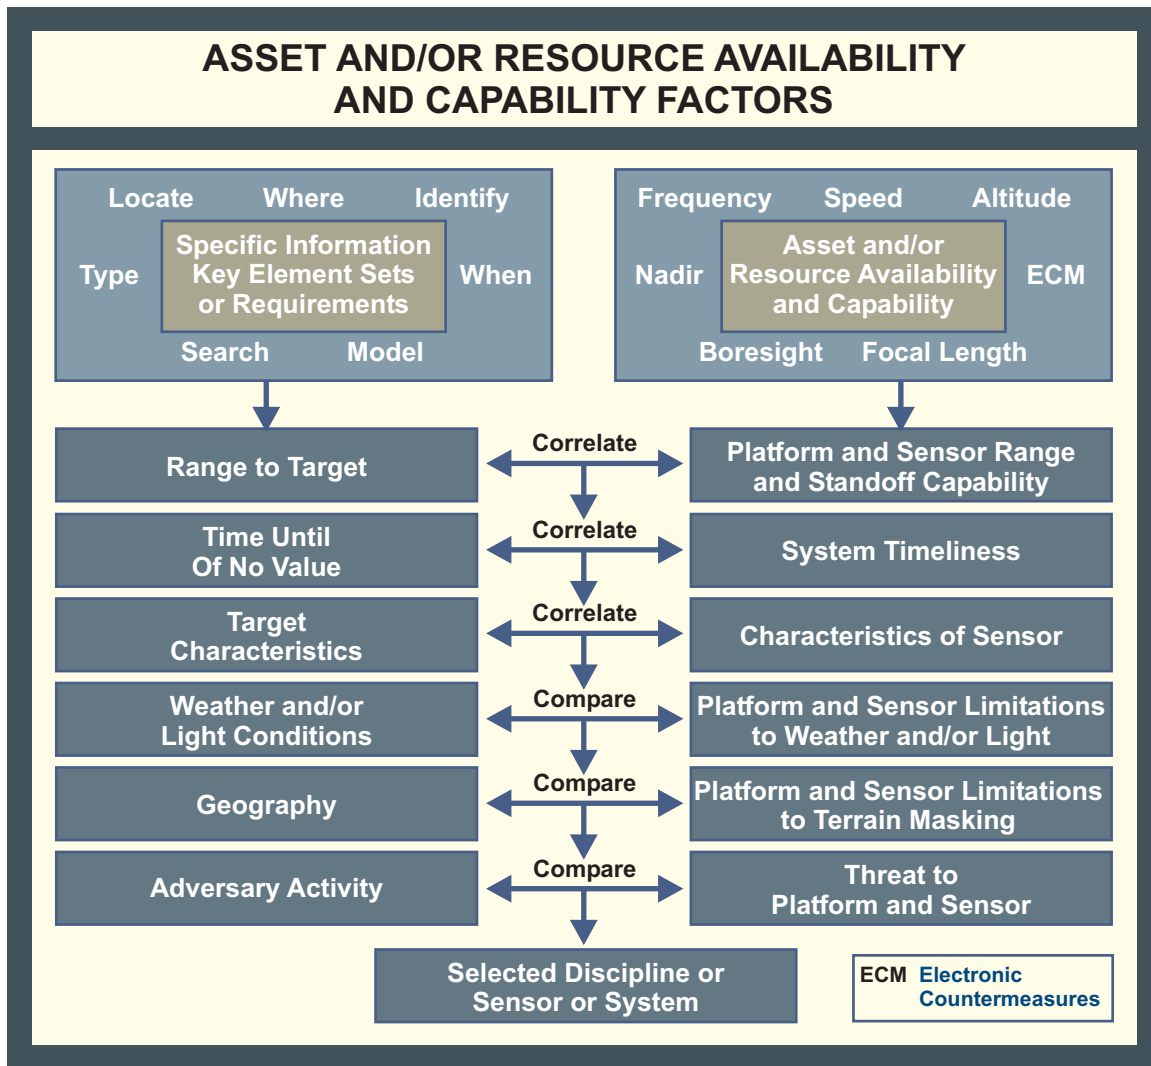 ASSET AND/OR RESOURCE AVAILABILITY
AND CAPABILITY FACTORS
Locate Where Identify
Specific Information
Type Key Element Sets When
or Requirements
Search Model
Frequency Speed Altitude
Asset and/or
Nadir Resource Availability ECM
and Capability
Boresight Focal Length
Range to Target
Correlate
Platform and Sensor Range
and Standoff Capability
Time Until
Of No Value
Correlate
System Timeliness
Target
Characteristics
Correlate
Characteristics of Sensor
Weather and/or
Light Conditions
Compare
Platform and Sensor Limitations
to Weather and/or Light
Geography
Compare
Platform and Sensor Limitations
to Terrain Masking
Adversary Activity
Compare
Threat to
Platform and Sensor
Selected Discipline or
Sensor or System
ECM Electronic
Countermeasures